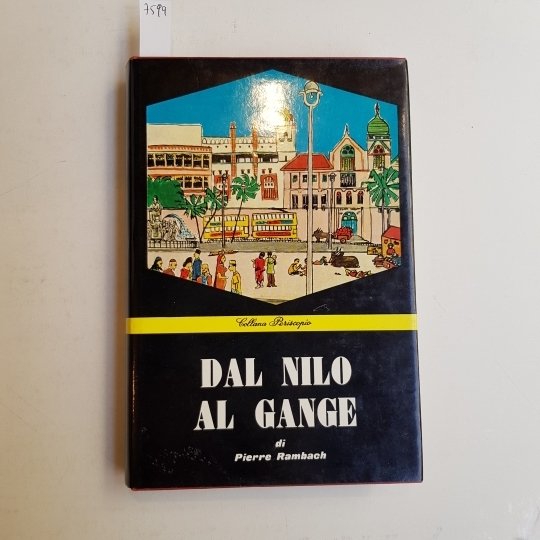 7599
Collana Periscopio
DAL NILO
AL GANGE
di
Pierre Rambach